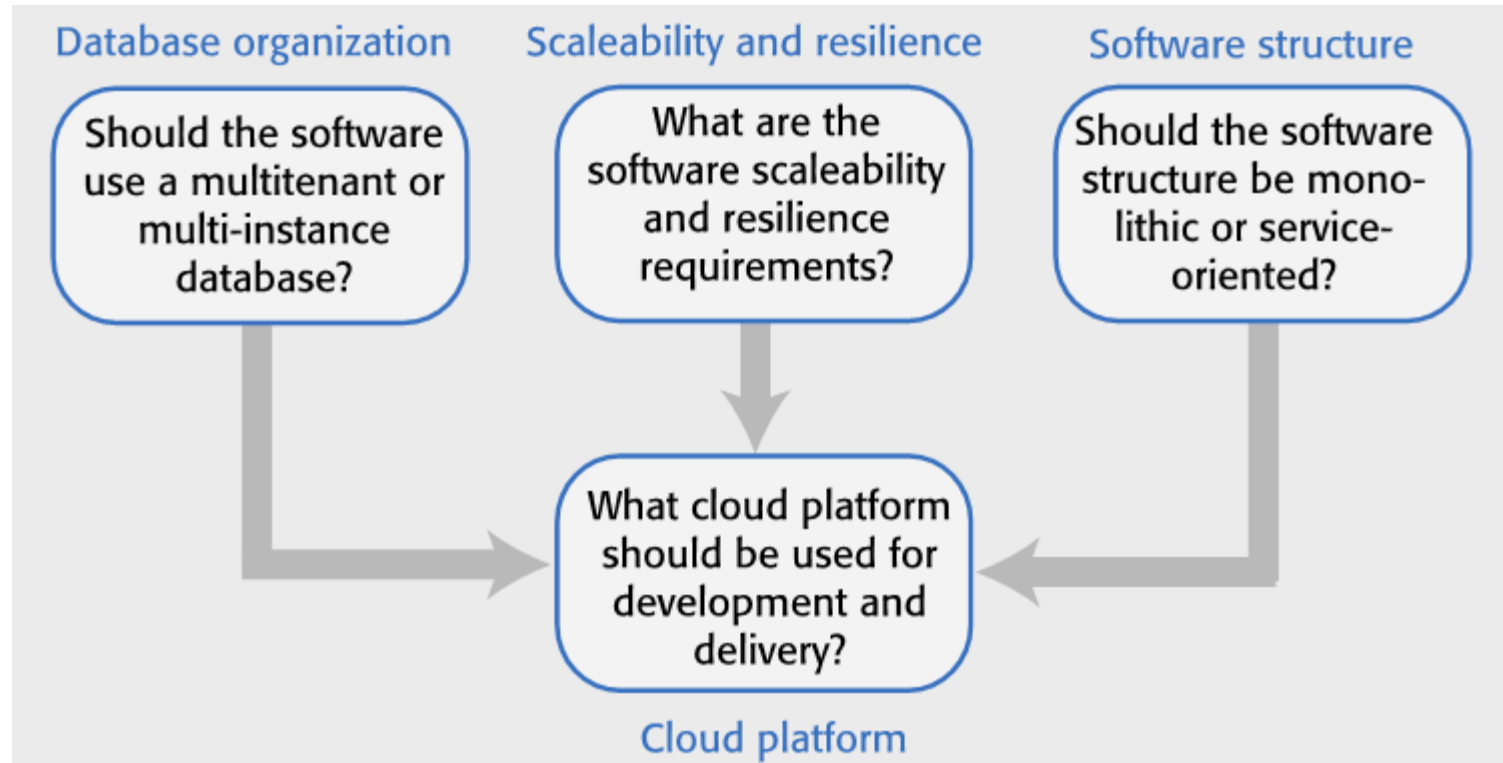 Database organization
Should the software
use a multitenant or
multi-instance
database?
Scaleability and resilience
What are the
software scaleability
and resilience
requirements?
Software structure
Should the software
structure be mono-
lithic or service-
oriented?
What cloud platform
should be used for
development and
delivery?
Cloud platform